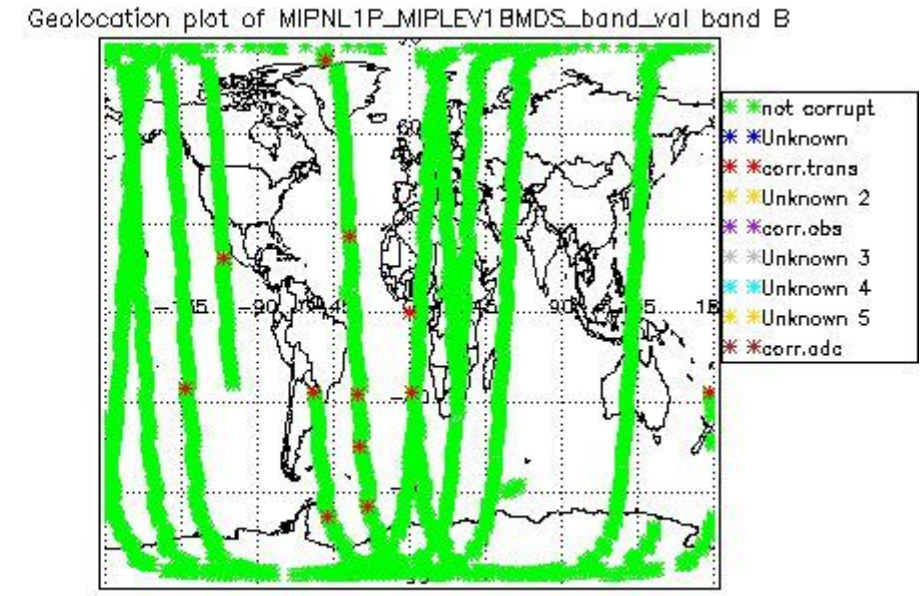 Geolocation plot of MIPNL1P_MIPLEV1BMDS_band_val band B
60
-90
90
not corrupt
Unknown
corr.trans
Unknown 2
corr.obs
Unknown 3
Unknown 4
Unknown 5
corr.adc